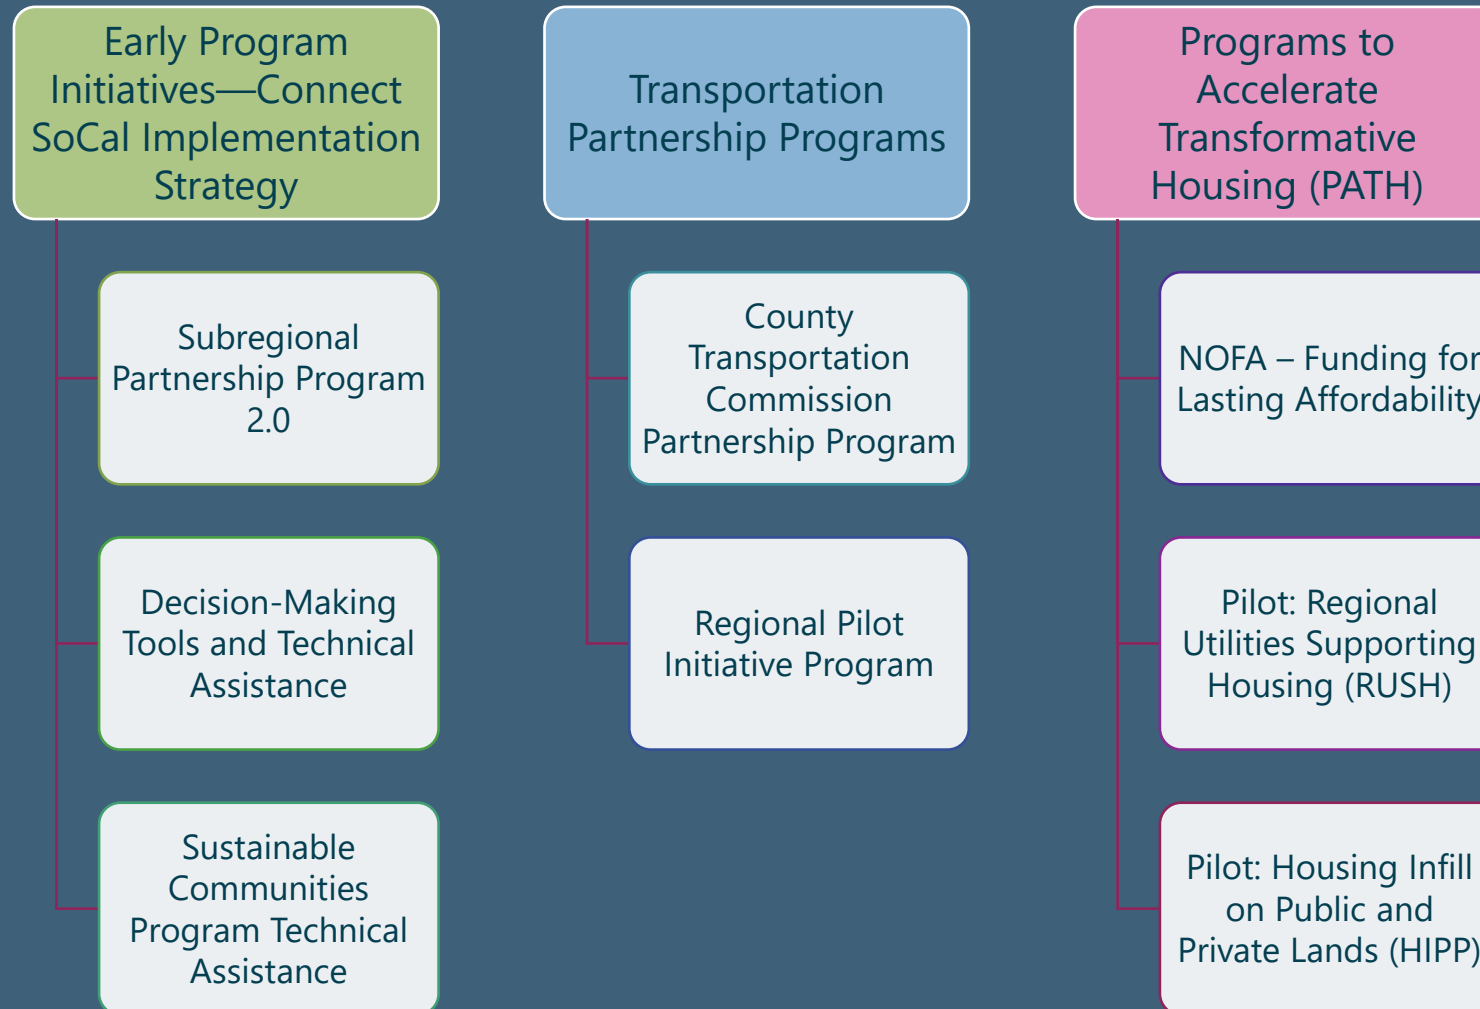 Early Program
Initiatives—Connect
SoCal Implementation
Strategy
Subregional
Partnership Program
2.0
Decision-Making
Tools and Technical
Assistance
Sustainable
Communities
Program Technical
Assistance
Transportation
Partnership Programs
County
Transportation
Commission
Partnership Program
Regional Pilot
Initiative Program
Programs to
Accelerate
Transformative
Housing (PATH)
NOFA – Funding for
Lasting Affordability
Pilot: Regional
Utilities Supporting
Housing (RUSH)
Pilot: Housing Infill
on Public and
Private Lands (HIPP)